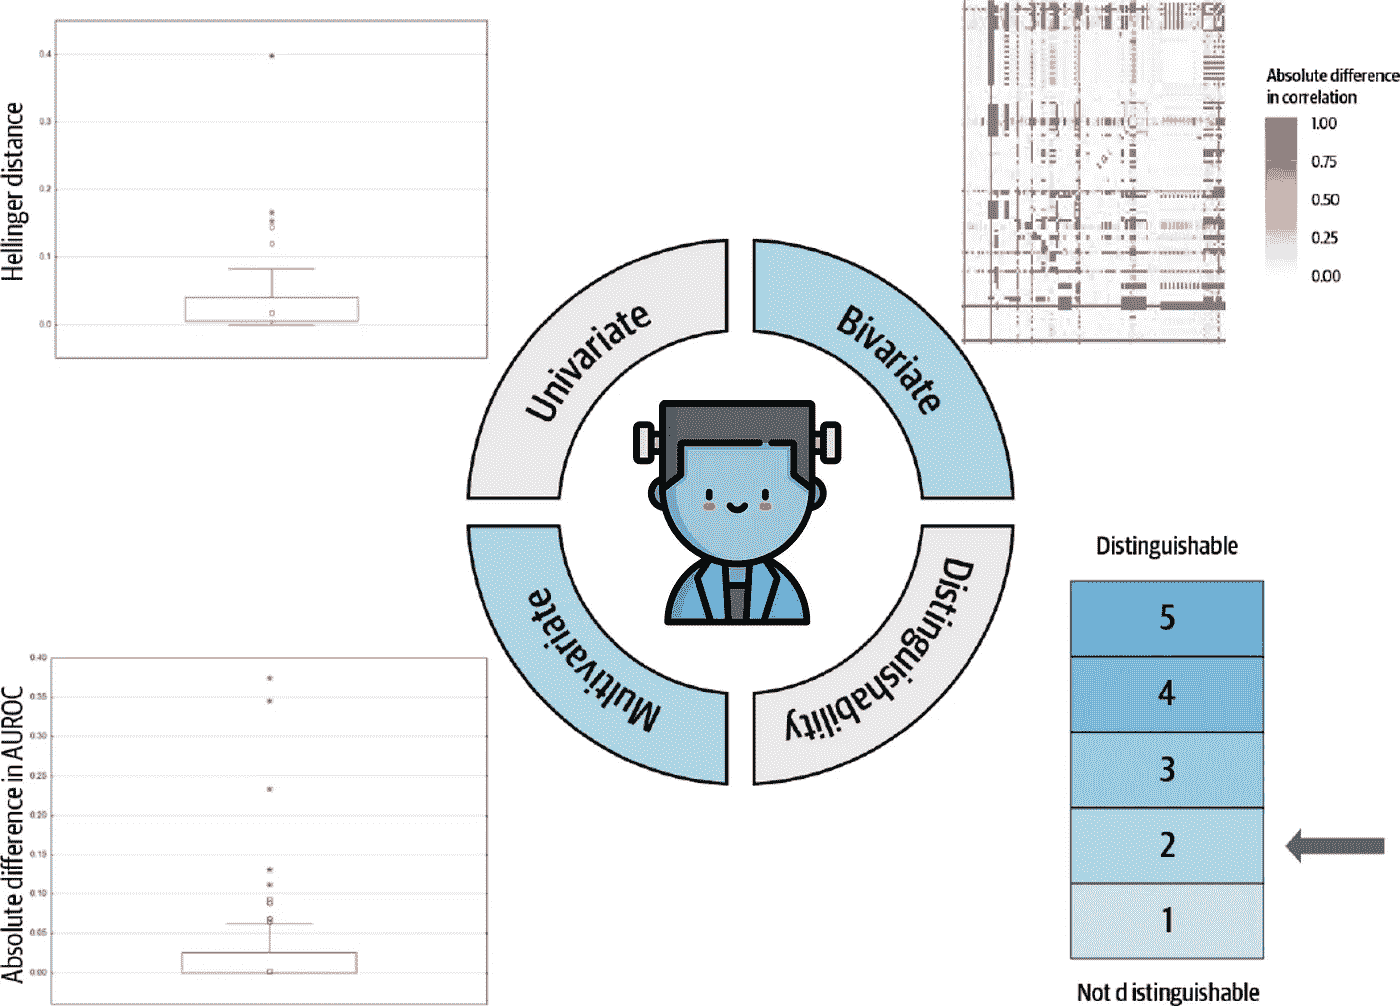 Hellinger distance
0.4
0.3
0.2
0.1
0.0
Absolute difference
in correlation
1.00
0.75
0.50
0.25
0.00
Univariate
Bivariate
Multivariate
Distinguishability
Absolute difference in AUROC
0.40
0.35
0.30
0.25
0.20
0.15
0.10
0.05
0.00
Distinguishable
5
4
3
2
1
Not d istinguishable